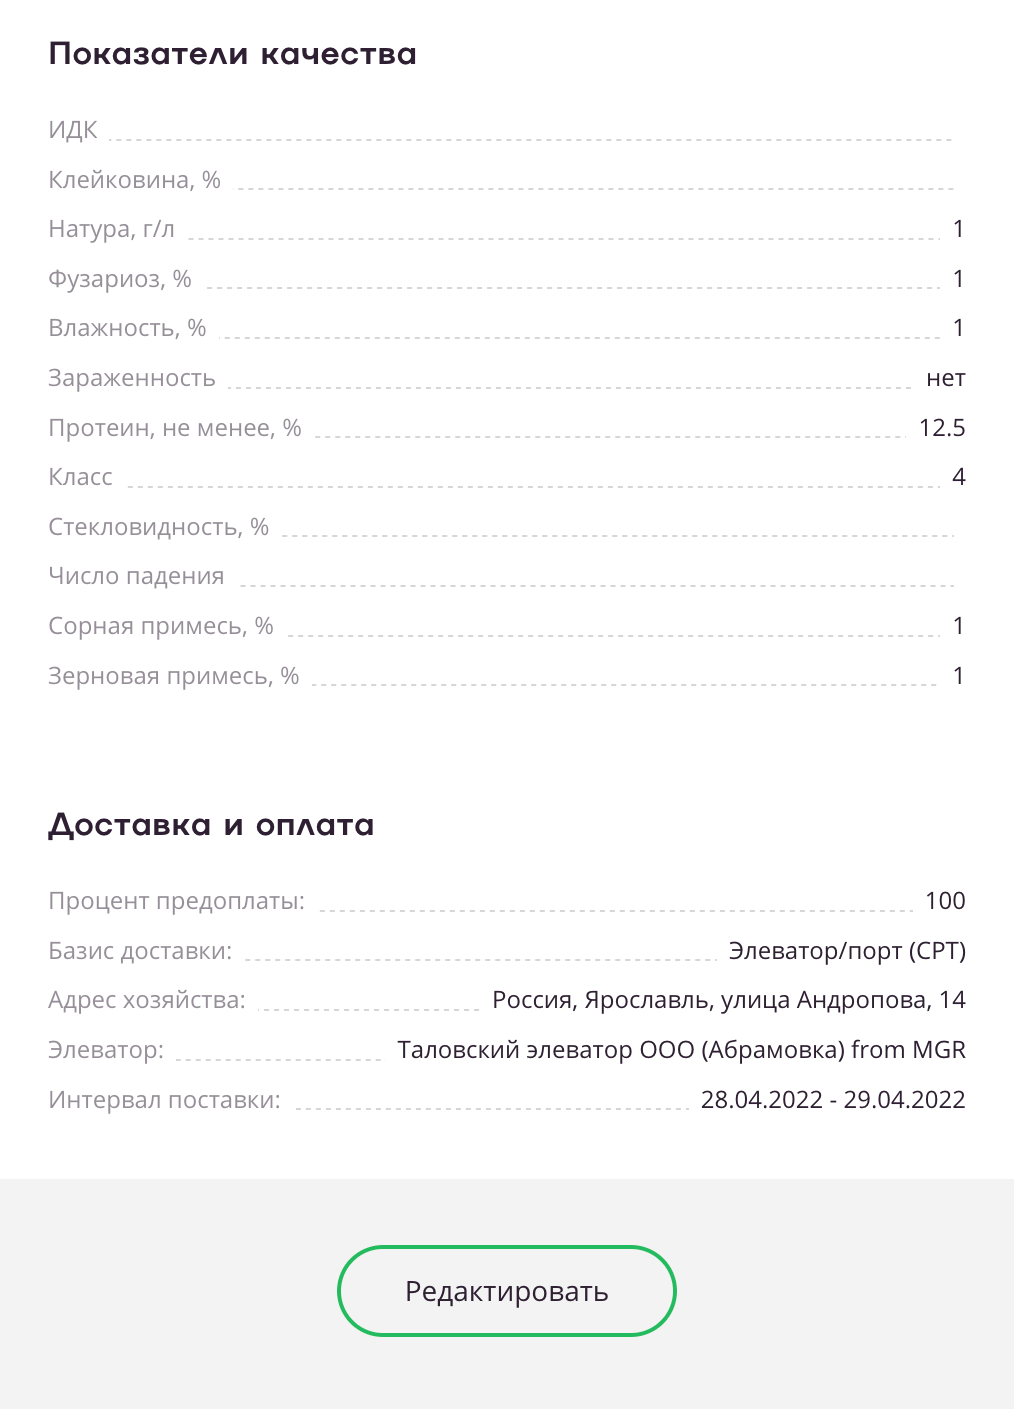 Показатели качества
ИДК
Клейковина, %
Натура, г/л 1
Фузариоз, % 1
Влажность, % 1
Зараженность нет
Протеин, не менее, % 12.5
Класс 4
Стекловидность, %
Число падения
Сорная примесь, % 1
Зерновая примесь, % 1
Доставка и оплата
Процент предоплаты: 100
Базис доставки: Элеватор/порт (CPT)
Адрес хозяйства: Россия, Ярославль, улица Андропова, 14
Элеватор: Таловский элеватор ООО (Абрамовка) from MGR
Интервал поставки: 28.04.2022 - 29.04.2022
Редактировать